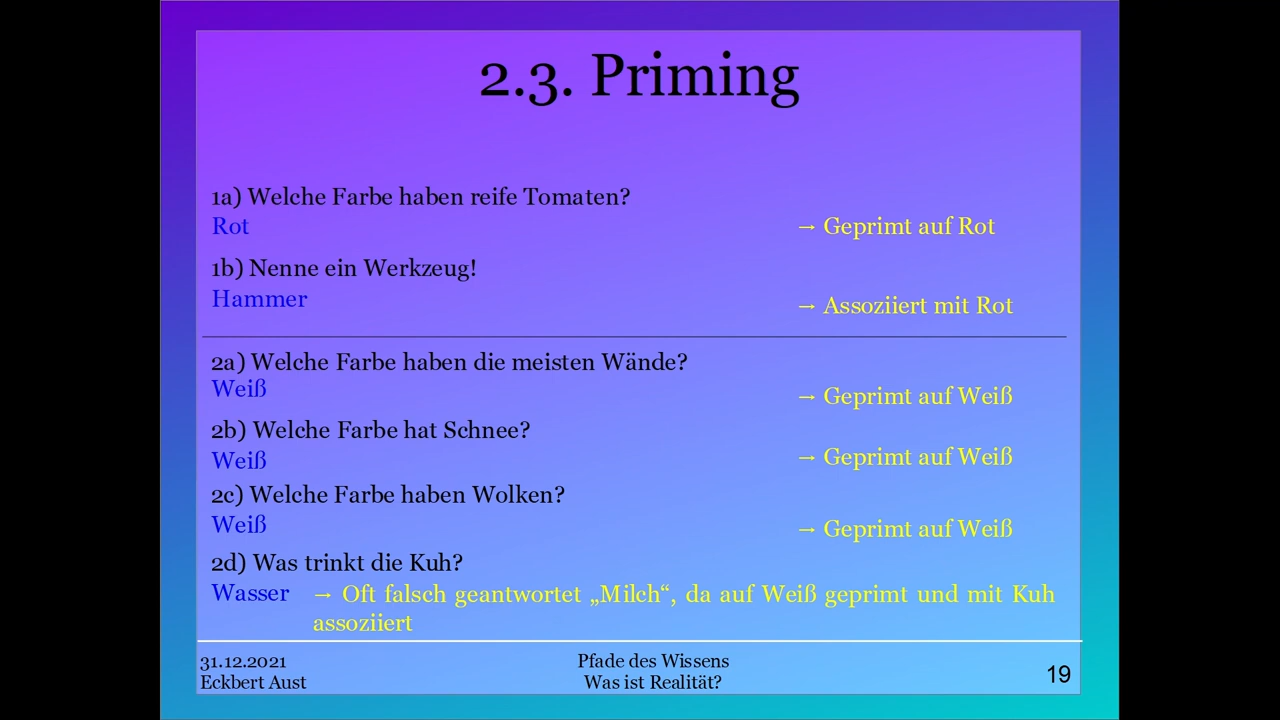 2.3. Priming
1a) Welche Farbe haben reife Tomaten?
Rot → Geprimt auf Rot
1b) Nenne ein Werkzeug!
Hammer → Assoziiert mit Rot
2a) Welche Farbe haben die meisten Wände?
Weiß → Geprimt auf Weiß
2b) Welche Farbe hat Schnee?
Weiß → Geprimt auf Weiß
2c) Welche Farbe haben Wolken?
Weiß → Geprimt auf Weiß
2d) Was trinkt die Kuh?
Wasser → Oft falsch geantwortet „Milch“, da auf Weiß geprimt und mit Kuh
assoziiert
31.12.2021
Eckbert Aust
Pfade des Wissens
Was ist Realität?
19